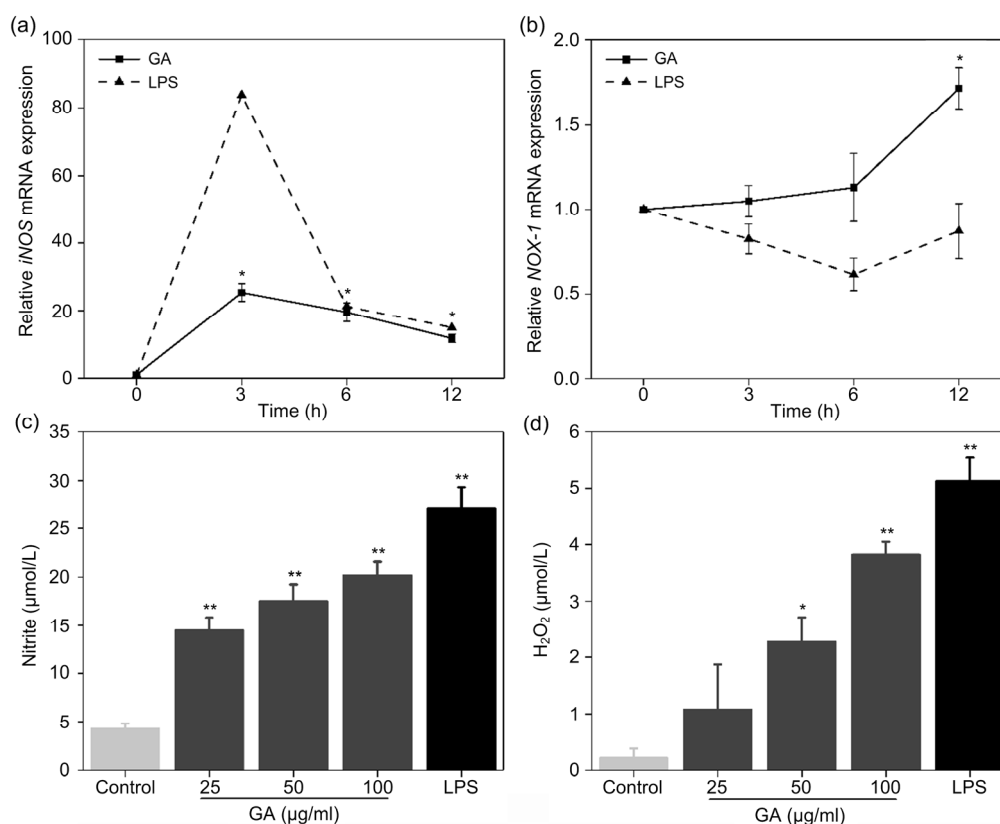 (a)
100
80
60
40
20
0
Relative iNOS mRNA expression
GA
LPS
*
*
*
0 3 6 12
Time (h)
(b)
2.0
1.5
1.0
0.5
0.0
Relative NOX-1 mRNA expression
GA
LPS
*
0 3 6 12
Time (h)
(c)
35
30
25
20
15
10
5
0
Nitrite (μmol/L)
**
**
**
**
Control 25 50 100 LPS
GA (μg/ml)
(d)
6
5
4
3
2
1
0
H₂O₂ (μmol/L)
*
**
**
Control 25 50 100 LPS
GA (μg/ml)